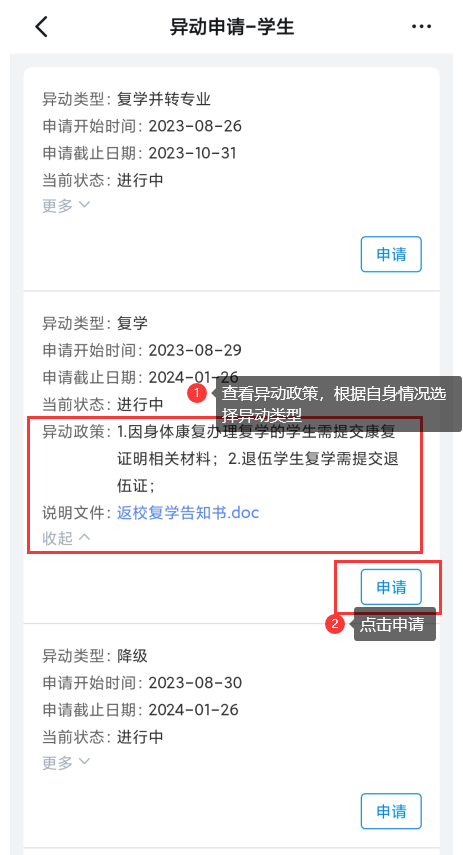 异动申请-学生
异动类型：复学并转专业
申请开始时间：2023-08-26
申请截止日期：2023-10-31
当前状态：进行中
更多
申请
异动类型：复学
申请开始时间：2023-08-29
申请截止日期：2024-01-26
1 查看异动政策，根据自身情况选
择异动类型
当前状态：进行中
异动政策：1.因身体康复办理复学的学生需提交康复
证明相关材料；2.退伍学生复学需提交退
伍证；
说明文件：返校复学告知书.doc
收起
申请
2 点击申请
异动类型：降级
申请开始时间：2023-08-30
申请截止日期：2024-01-26
当前状态：进行中
更多
申请